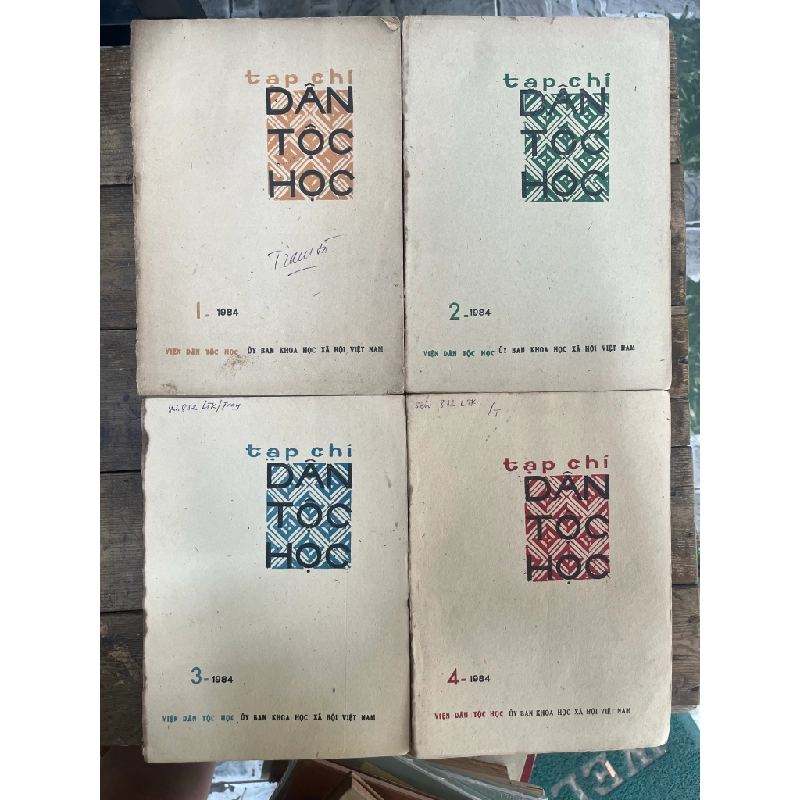 tạp chí
DÂN
TỘC
HỌC
1-1984
VIỆN DÂN TỘC HỌC ỦY BAN KHOA HỌC XÃ HỘI VIỆT NAM
tạp chí
DÂN
TỘC
HỌC
2-1984
VIỆN DÂN TỘC HỌC ỦY BAN KHOA HỌC XÃ HỘI VIỆT NAM
tạp chí
DÂN
TỘC
HỌC
3-1984
VIỆN DÂN TỘC HỌC ỦY BAN KHOA HỌC XÃ HỘI VIỆT NAM
tạp chí
DÂN
TỘC
HỌC
4-1984
VIỆN DÂN TỘC HỌC ỦY BAN KHOA HỌC XÃ HỘI VIỆT NAM